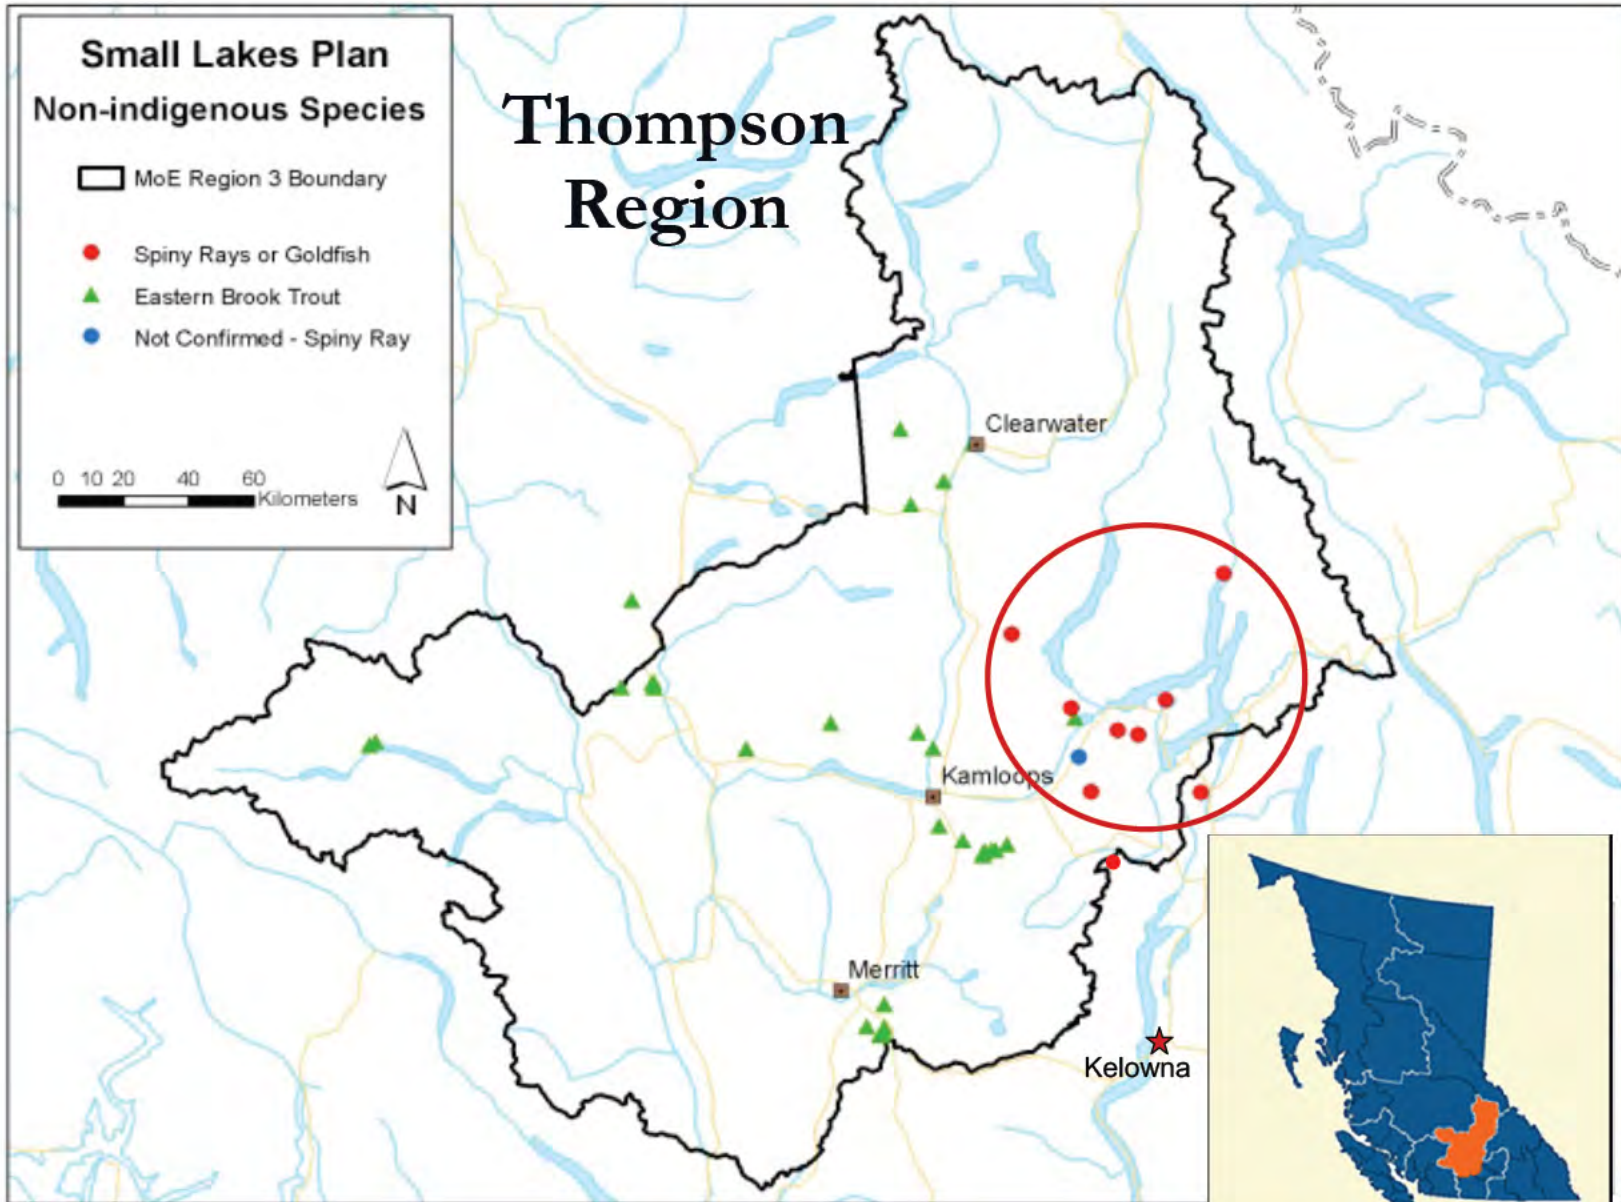 Small Lakes Plan
Non-indigenous Species
MoE Region 3 Boundary
Spiny Rays or Goldfish
Eastern Brook Trout
Not Confirmed - Spiny Ray
0 10 20 40 60
Kilometers
N
Thompson
Region
Clearwater
Kamloops
Merritt
Kelowna